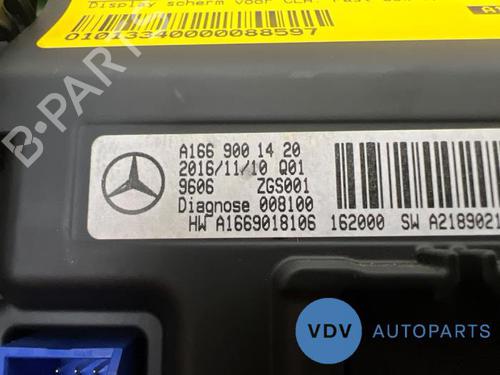 Display scherm voor CLA.
01013340000088597
A166 900 14 20
2016/11/10 Q01
9606 ZGS001
Diagnose 008100
HW A1669018106 162000 SW A2189021
VDV AUTOPARTS